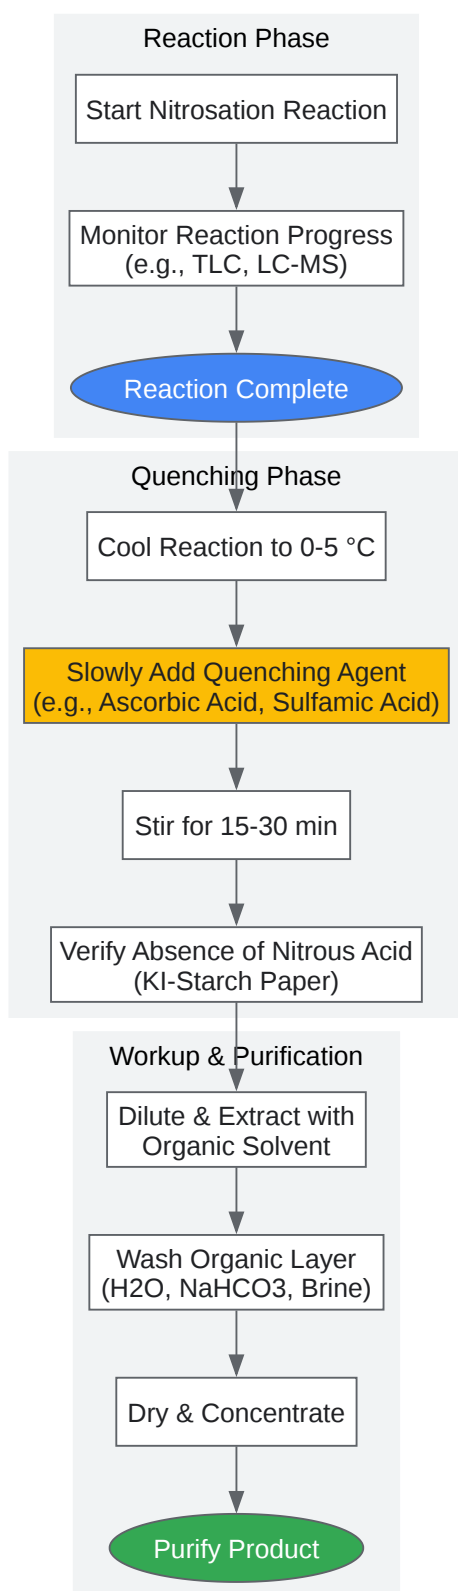 Reaction Phase
Start Nitrosation Reaction
Monitor Reaction Progress
(e.g., TLC, LC-MS)
Reaction Complete
Quenching Phase
Cool Reaction to 0-5 °C
Slowly Add Quenching Agent
(e.g., Ascorbic Acid, Sulfamic Acid)
Stir for 15-30 min
Verify Absence of Nitrous Acid
(KI-Starch Paper)
Workup & Purification
Dilute & Extract with
Organic Solvent
Wash Organic Layer
(H2O, NaHCO3, Brine)
Dry & Concentrate
Purify Product